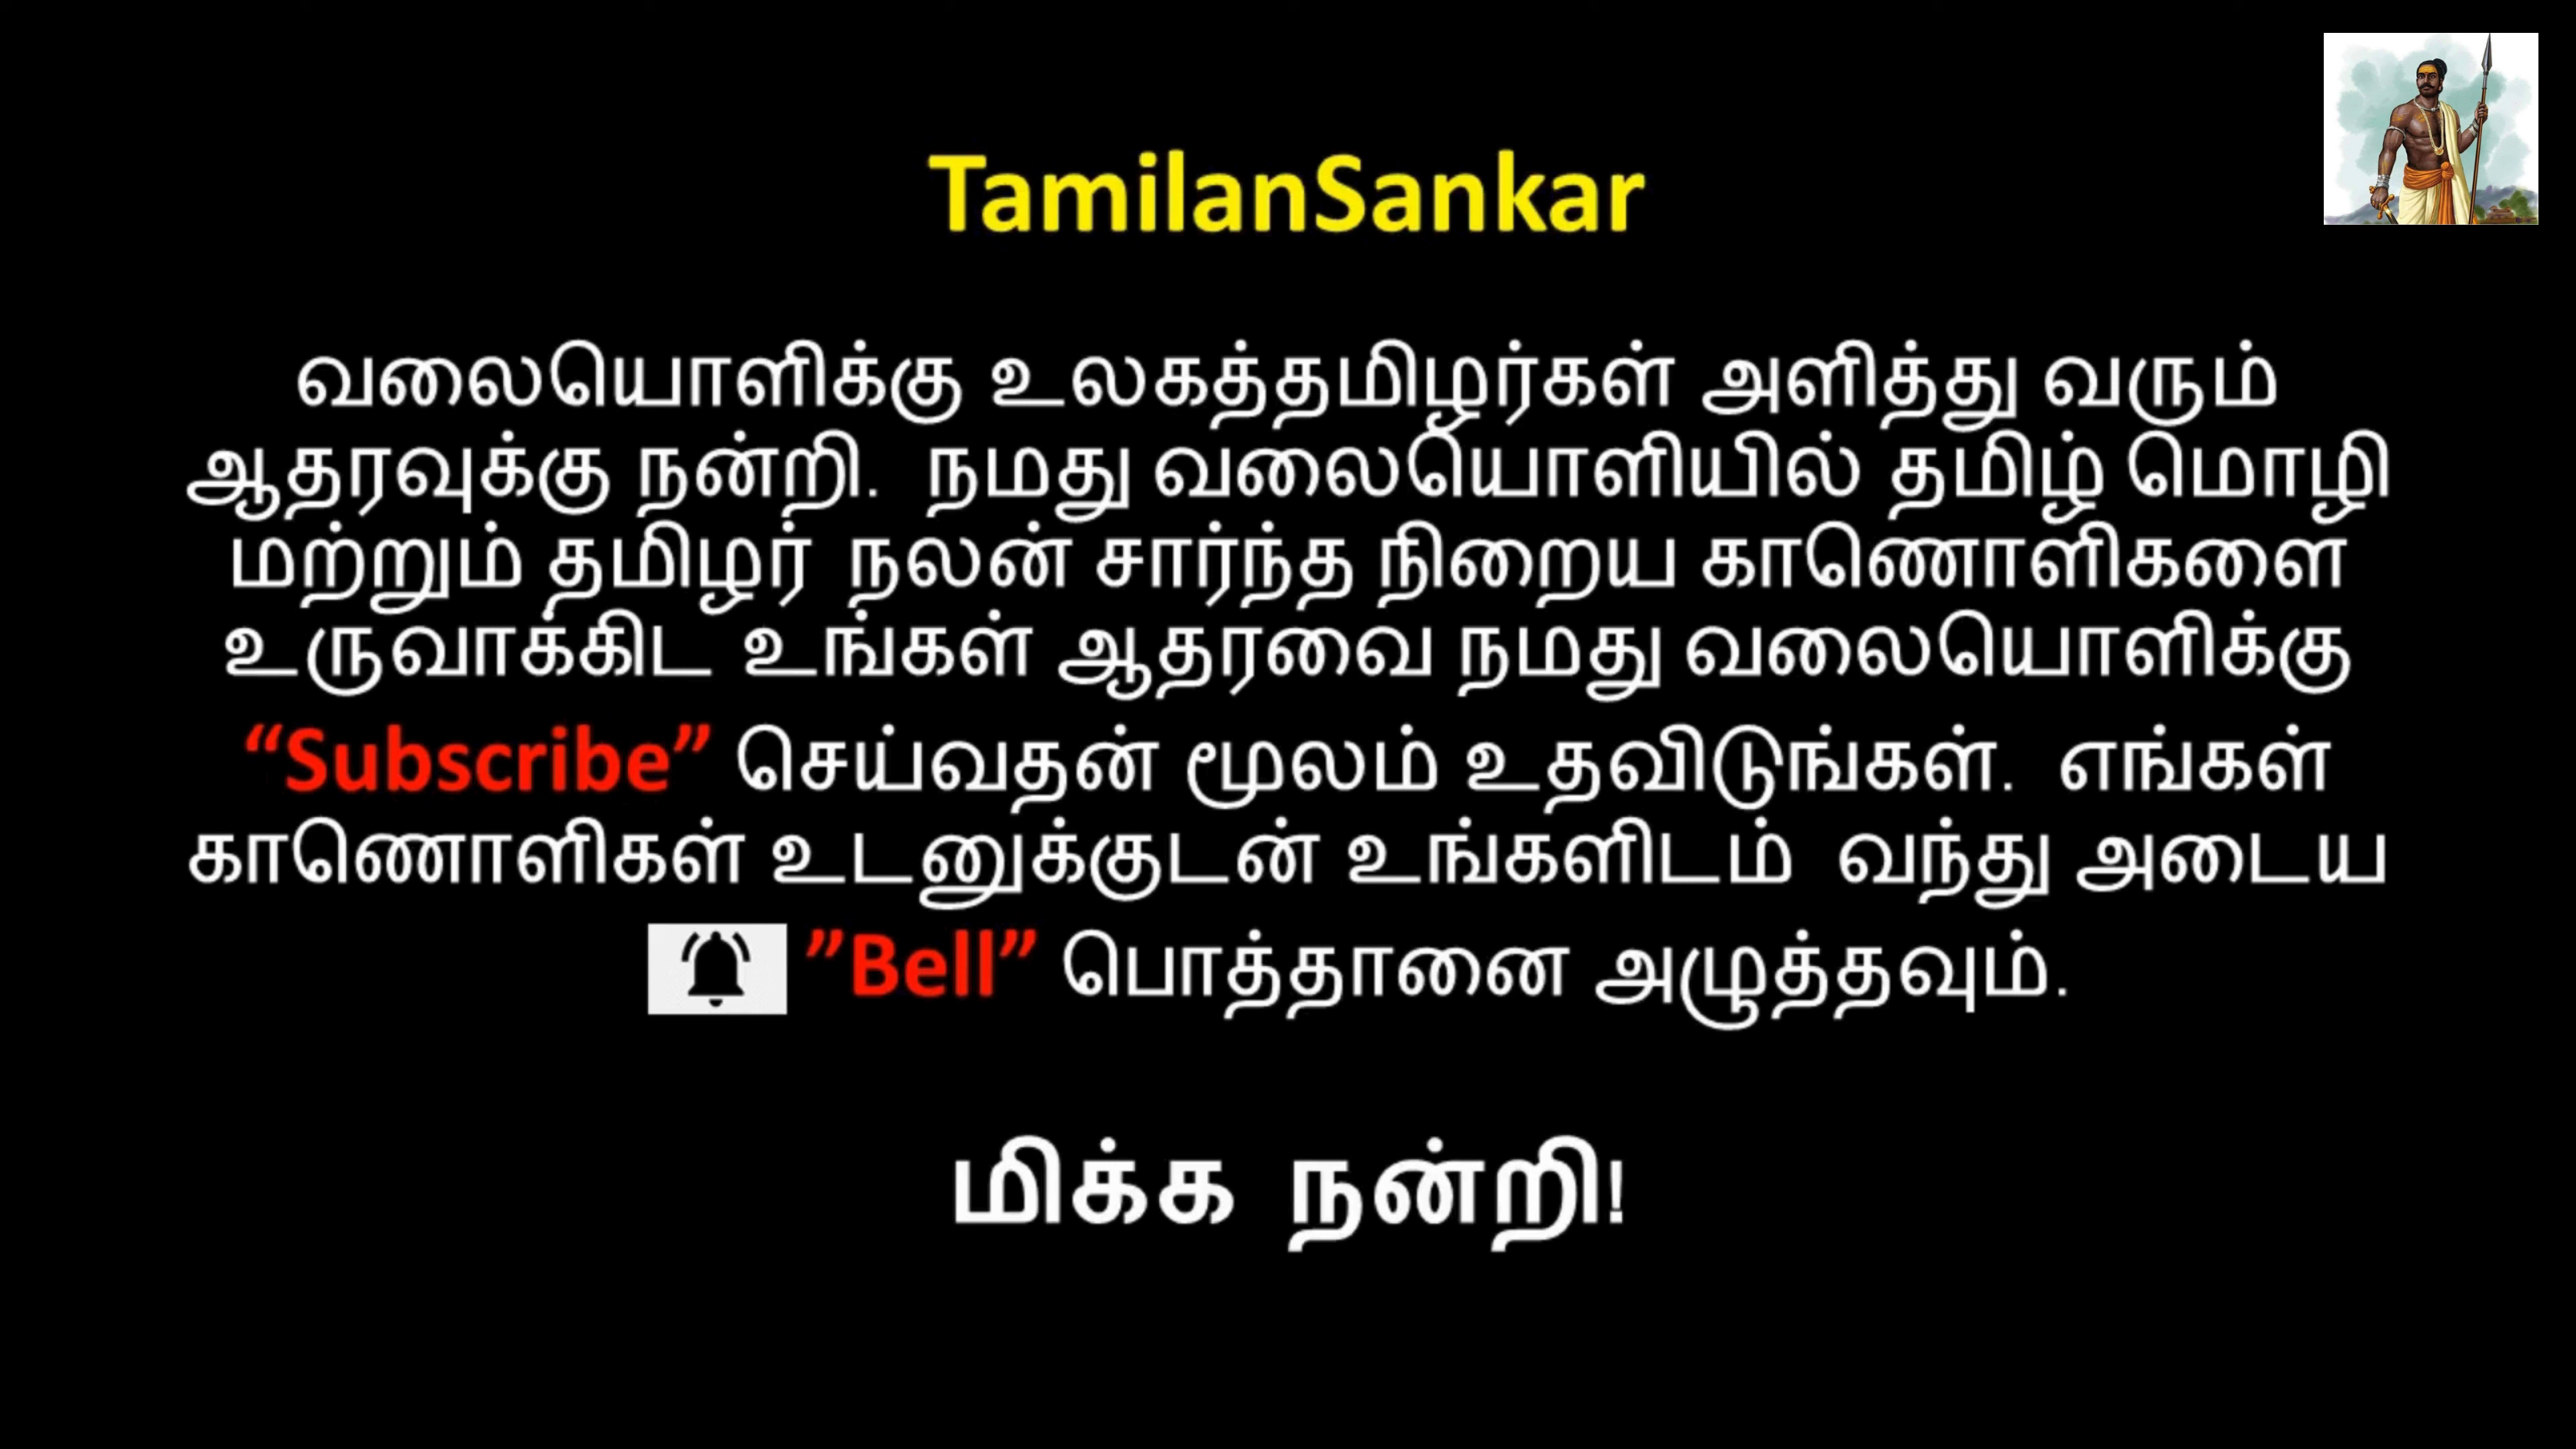 TamilanSankar
வலையொளிக்கு உலகத்தமிழர்கள் அளித்து வரும்
ஆதரவுக்கு நன்றி. நமது வலையொளியில் தமிழ் மொழி
மற்றும் தமிழர் நலன் சார்ந்த நிறைய காணொளிகளை
உருவாக்கிட உங்கள் ஆதரவை நமது வலையொளிக்கு
“Subscribe” செய்வதன் மூலம் உதவிடுங்கள். எங்கள்
காணொளிகள் உடனுக்குடன் உங்களிடம் வந்து அடைய
”Bell” பொத்தானை அழுத்தவும்.
மிக்க நன்றி!